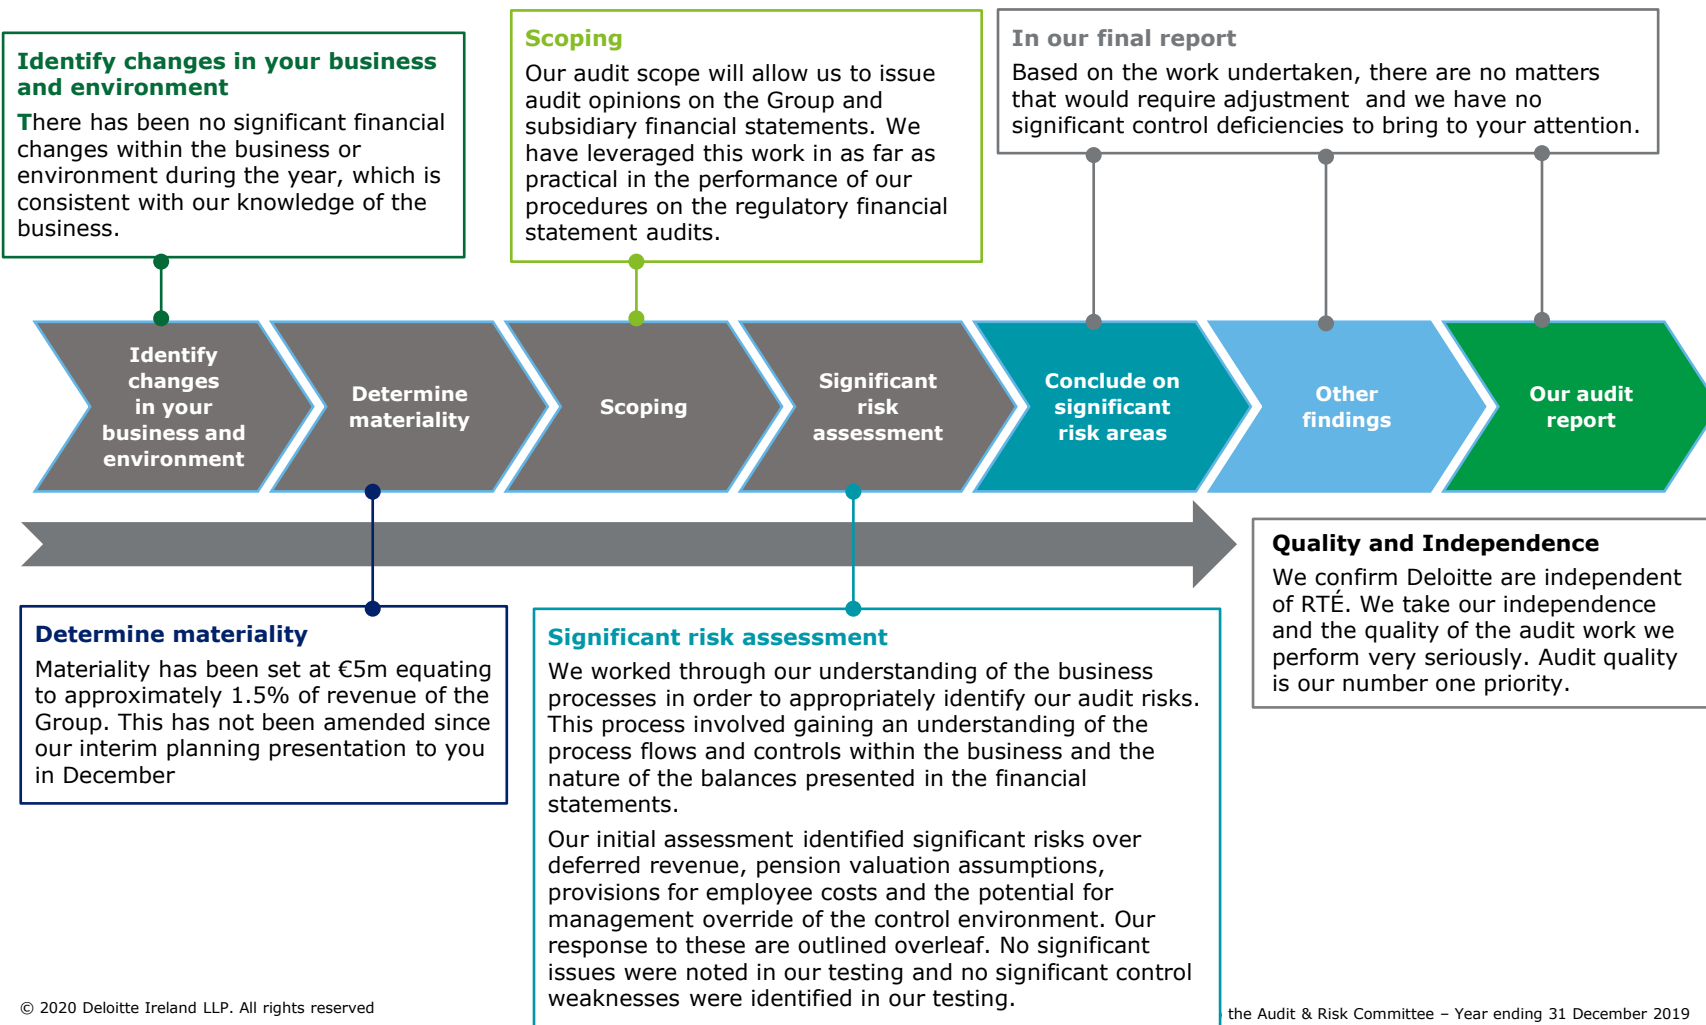 Identify changes in your business
and environment
There has been no significant financial
changes within the business or
environment during the year, which is
consistent with our knowledge of the
business.
Scoping
Our audit scope will allow us to issue
audit opinions on the Group and
subsidiary financial statements. We
have leveraged this work in as far as
practical in the performance of our
procedures on the regulatory financial
statement audits.
In our final report
Based on the work undertaken, there are no matters
that would require adjustment  and we have no
significant control deficiencies to bring to your attention.
Identify
changes
in your
business and
environment
Determine
materiality
Scoping
Significant
risk
assessment
Conclude on
significant
risk areas
Other
findings
Our audit
report
Determine materiality
Materiality has been set at €5m equating
to approximately 1.5% of revenue of the
Group. This has not been amended since
our interim planning presentation to you
in December
Significant risk assessment
We worked through our understanding of the business
processes in order to appropriately identify our audit risks.
This process involved gaining an understanding of the
process flows and controls within the business and the
nature of the balances presented in the financial
statements.
Our initial assessment identified significant risks over
deferred revenue, pension valuation assumptions,
provisions for employee costs and the potential for
management override of the control environment. Our
response to these are outlined overleaf. No significant
issues were noted in our testing and no significant control
weaknesses were identified in our testing.
Quality and Independence
We confirm Deloitte are independent
of RTÉ. We take our independence
and the quality of the audit work we
perform very seriously. Audit quality
is our number one priority.
© 2020 Deloitte Ireland LLP. All rights reserved
the Audit & Risk Committee – Year ending 31 December 2019